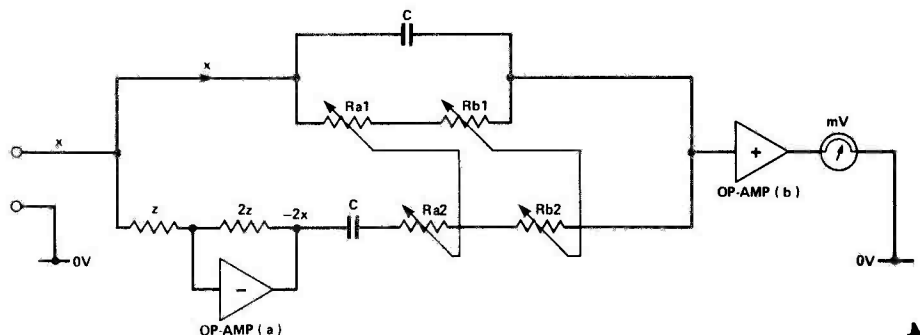 C
x
Ra1
Rb1
mV
x
+
OP-AMP (b)
z
2z
-2x
C
Ra2
Rb2
0V
0V
-
OP-AMP (a)